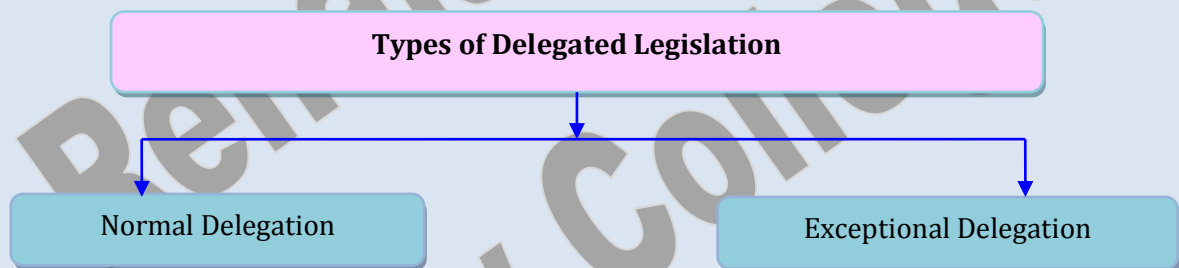 Types of Delegated Legislation
Normal Delegation
Exceptional Delegation